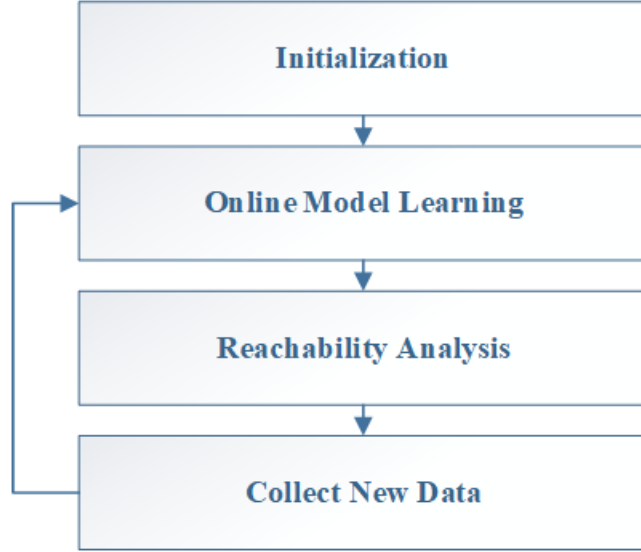 Initialization
Online Model Learning
Reachability Analysis
Collect New Data